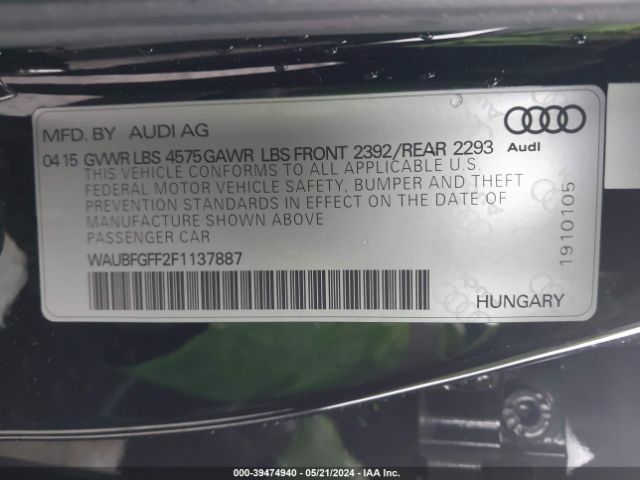 MFD. BY AUDI AG
04 15 GVWR LBS 4575 GAWR LBS FRONT 2392/REAR 2293
THIS VEHICLE CONFORMS TO ALL APPLICABLE U.S.
FEDERAL MOTOR VEHICLE SAFETY, BUMPER AND THEFT
PREVENTION STANDARDS IN EFFECT ON THE DATE OF
MANUFACTURE SHOWN ABOVE
PASSENGER CAR
WAUBFGFF2F1137887
Audi
1910105
HUNGARY
000-39474940 - 05/21/2024 - IAA Inc.